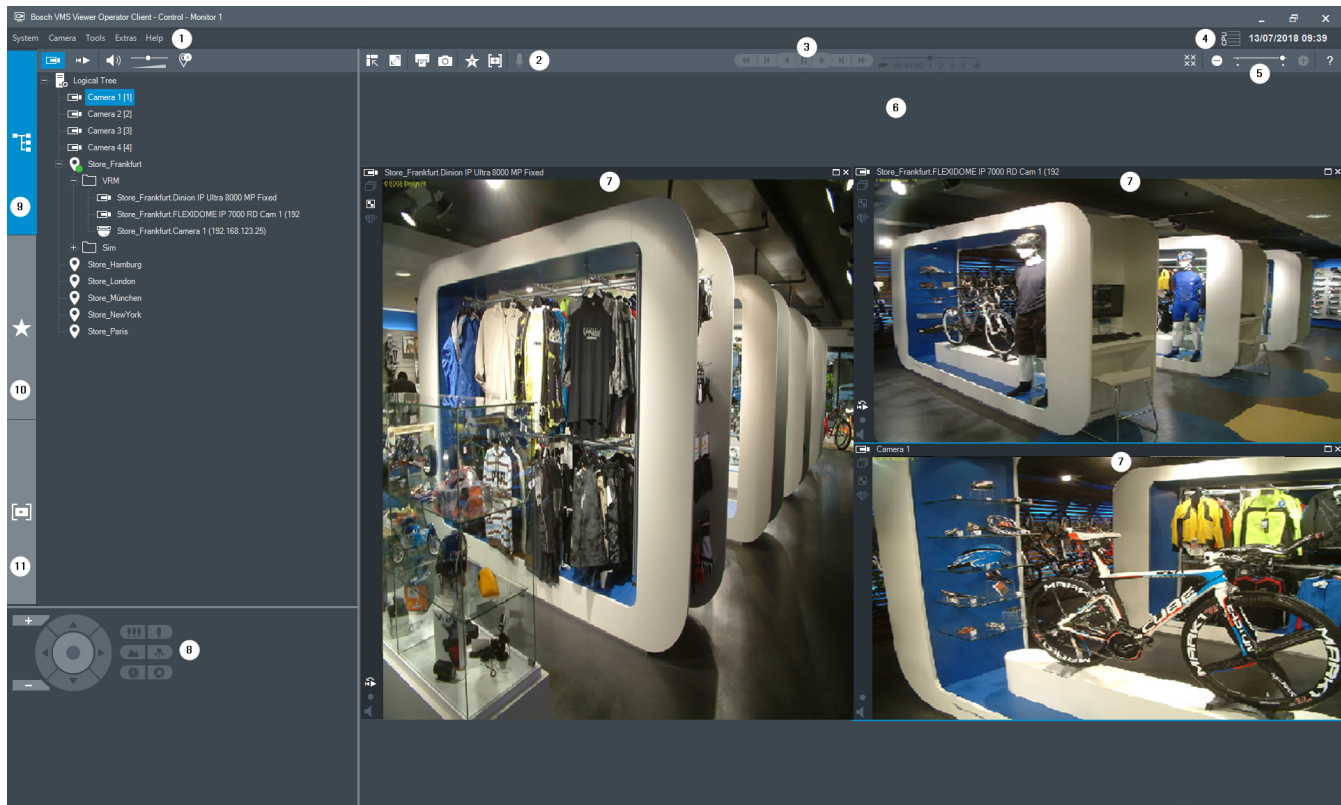 Bosch VMS Viewer Operator Client - Control - Monitor 1
System Camera Tools Extras Help 1
4 13/07/2018 09:39
2
3
5
?
6
Logical Tree
Camera 1 [1]
Camera 2 [2]
Camera 3 [3]
Camera 4 [4]
Store_Frankfurt
VRM
Store_Frankfurt.Dinion IP Ultra 8000 MP Fixed
Store_Frankfurt.FLEXIDOME IP 7000 RD Cam 1 (192
Store_Frankfurt.Camera 1 (192.168.123.25)
Sim
Store_Hamburg
Store_London
Store_München
Store_NewYork
Store_Paris
9
10
11
8
Store_Frankfurt.Dinion IP Ultra 8000 MP Fixed
7
Store_Frankfurt.FLEXIDOME IP 7000 RD Cam 1 (192
7
Camera 1
7
CUBE